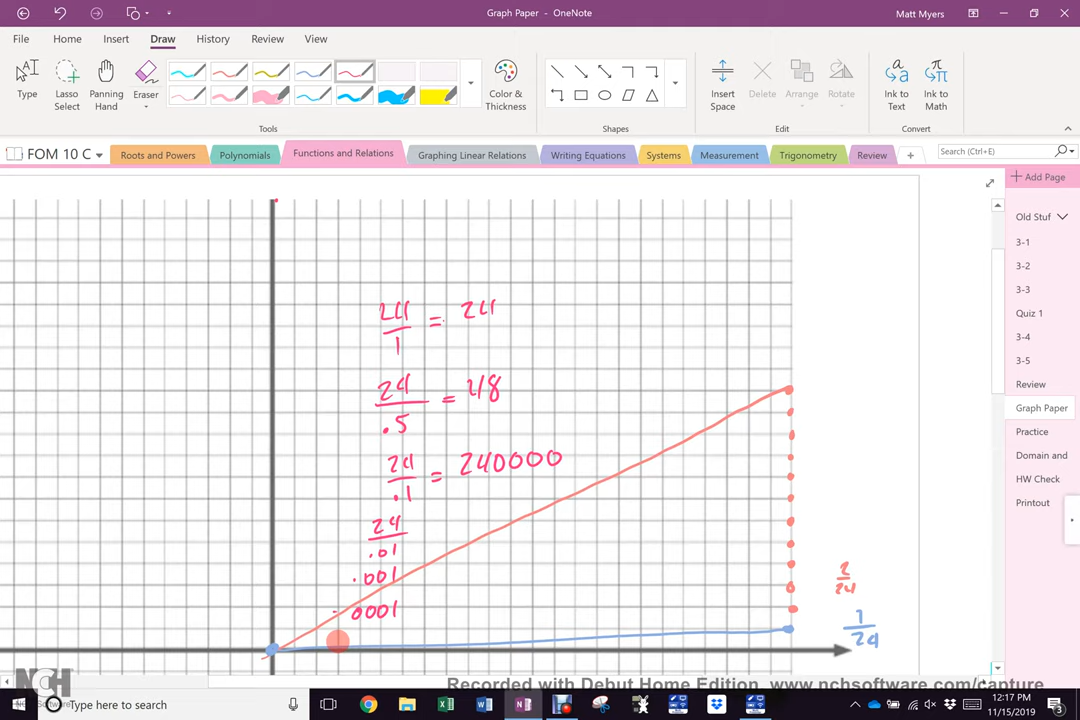 Graph Paper - OneNote
Matt Myers
File Home Insert Draw History Review View
Type
Lasso Select
Panning Hand
Eraser
Color & Thickness
Insert Space
Delete
Arrange
Rotate
Ink to Text
Ink to Math
Tools
Shapes
Edit
Convert
FOM 10 C
Roots and Powers
Polynomials
Functions and Relations
Graphing Linear Relations
Writing Equations
Systems
Measurement
Trigonometry
Review
Search (Ctrl+E)
Add Page
Old Stuf
3-1
3-2
3-3
Quiz 1
3-4
3-5
Review
Graph Paper
Practice
Domain and
HW Check
Printout
24/1 = 24
24/.5 = 48
24/.1 = 240000
24/.01
.001
.0001
2/24
1/24
NCH
Recorded with Debut Home Edition www.nchsoftware.com/capture
Type here to search
12:17 PM
11/15/2019
3